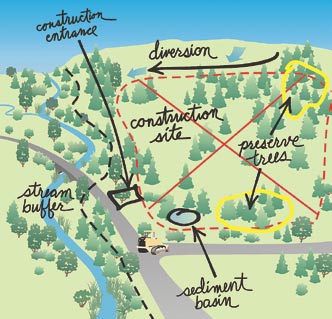 construction
entrance
diversion
construction
site
preserve
trees
stream
buffer
sediment
basin